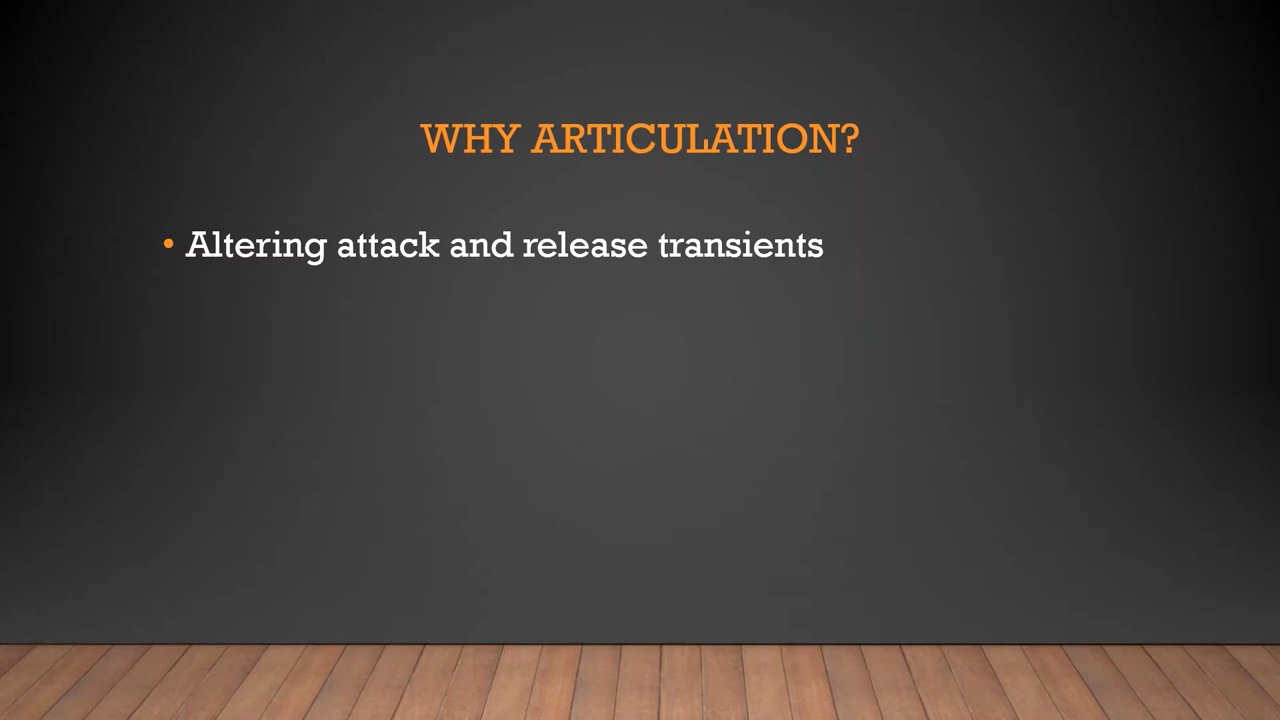 WHY ARTICULATION?
• Altering attack and release transients